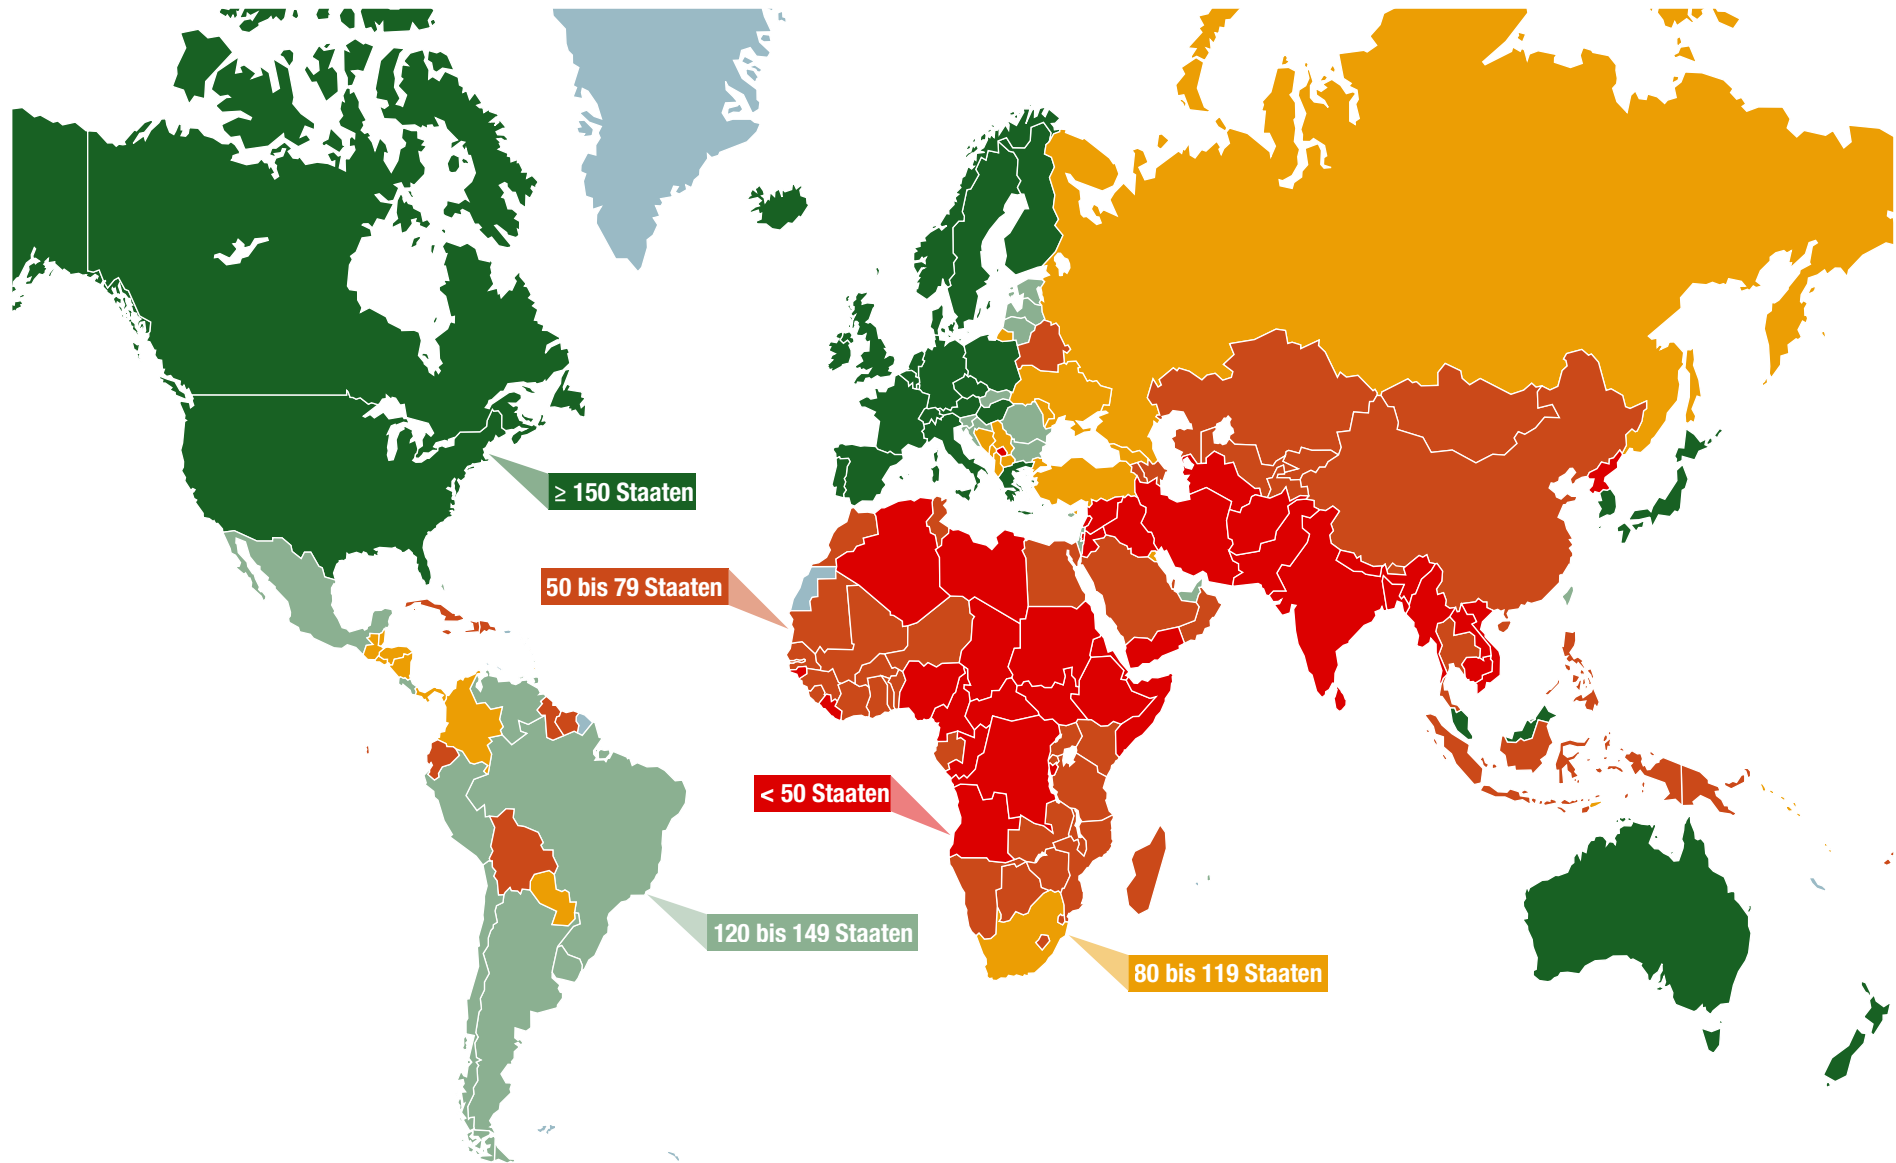 ≥ 150 Staaten
50 bis 79 Staaten
< 50 Staaten
120 bis 149 Staaten
80 bis 119 Staaten